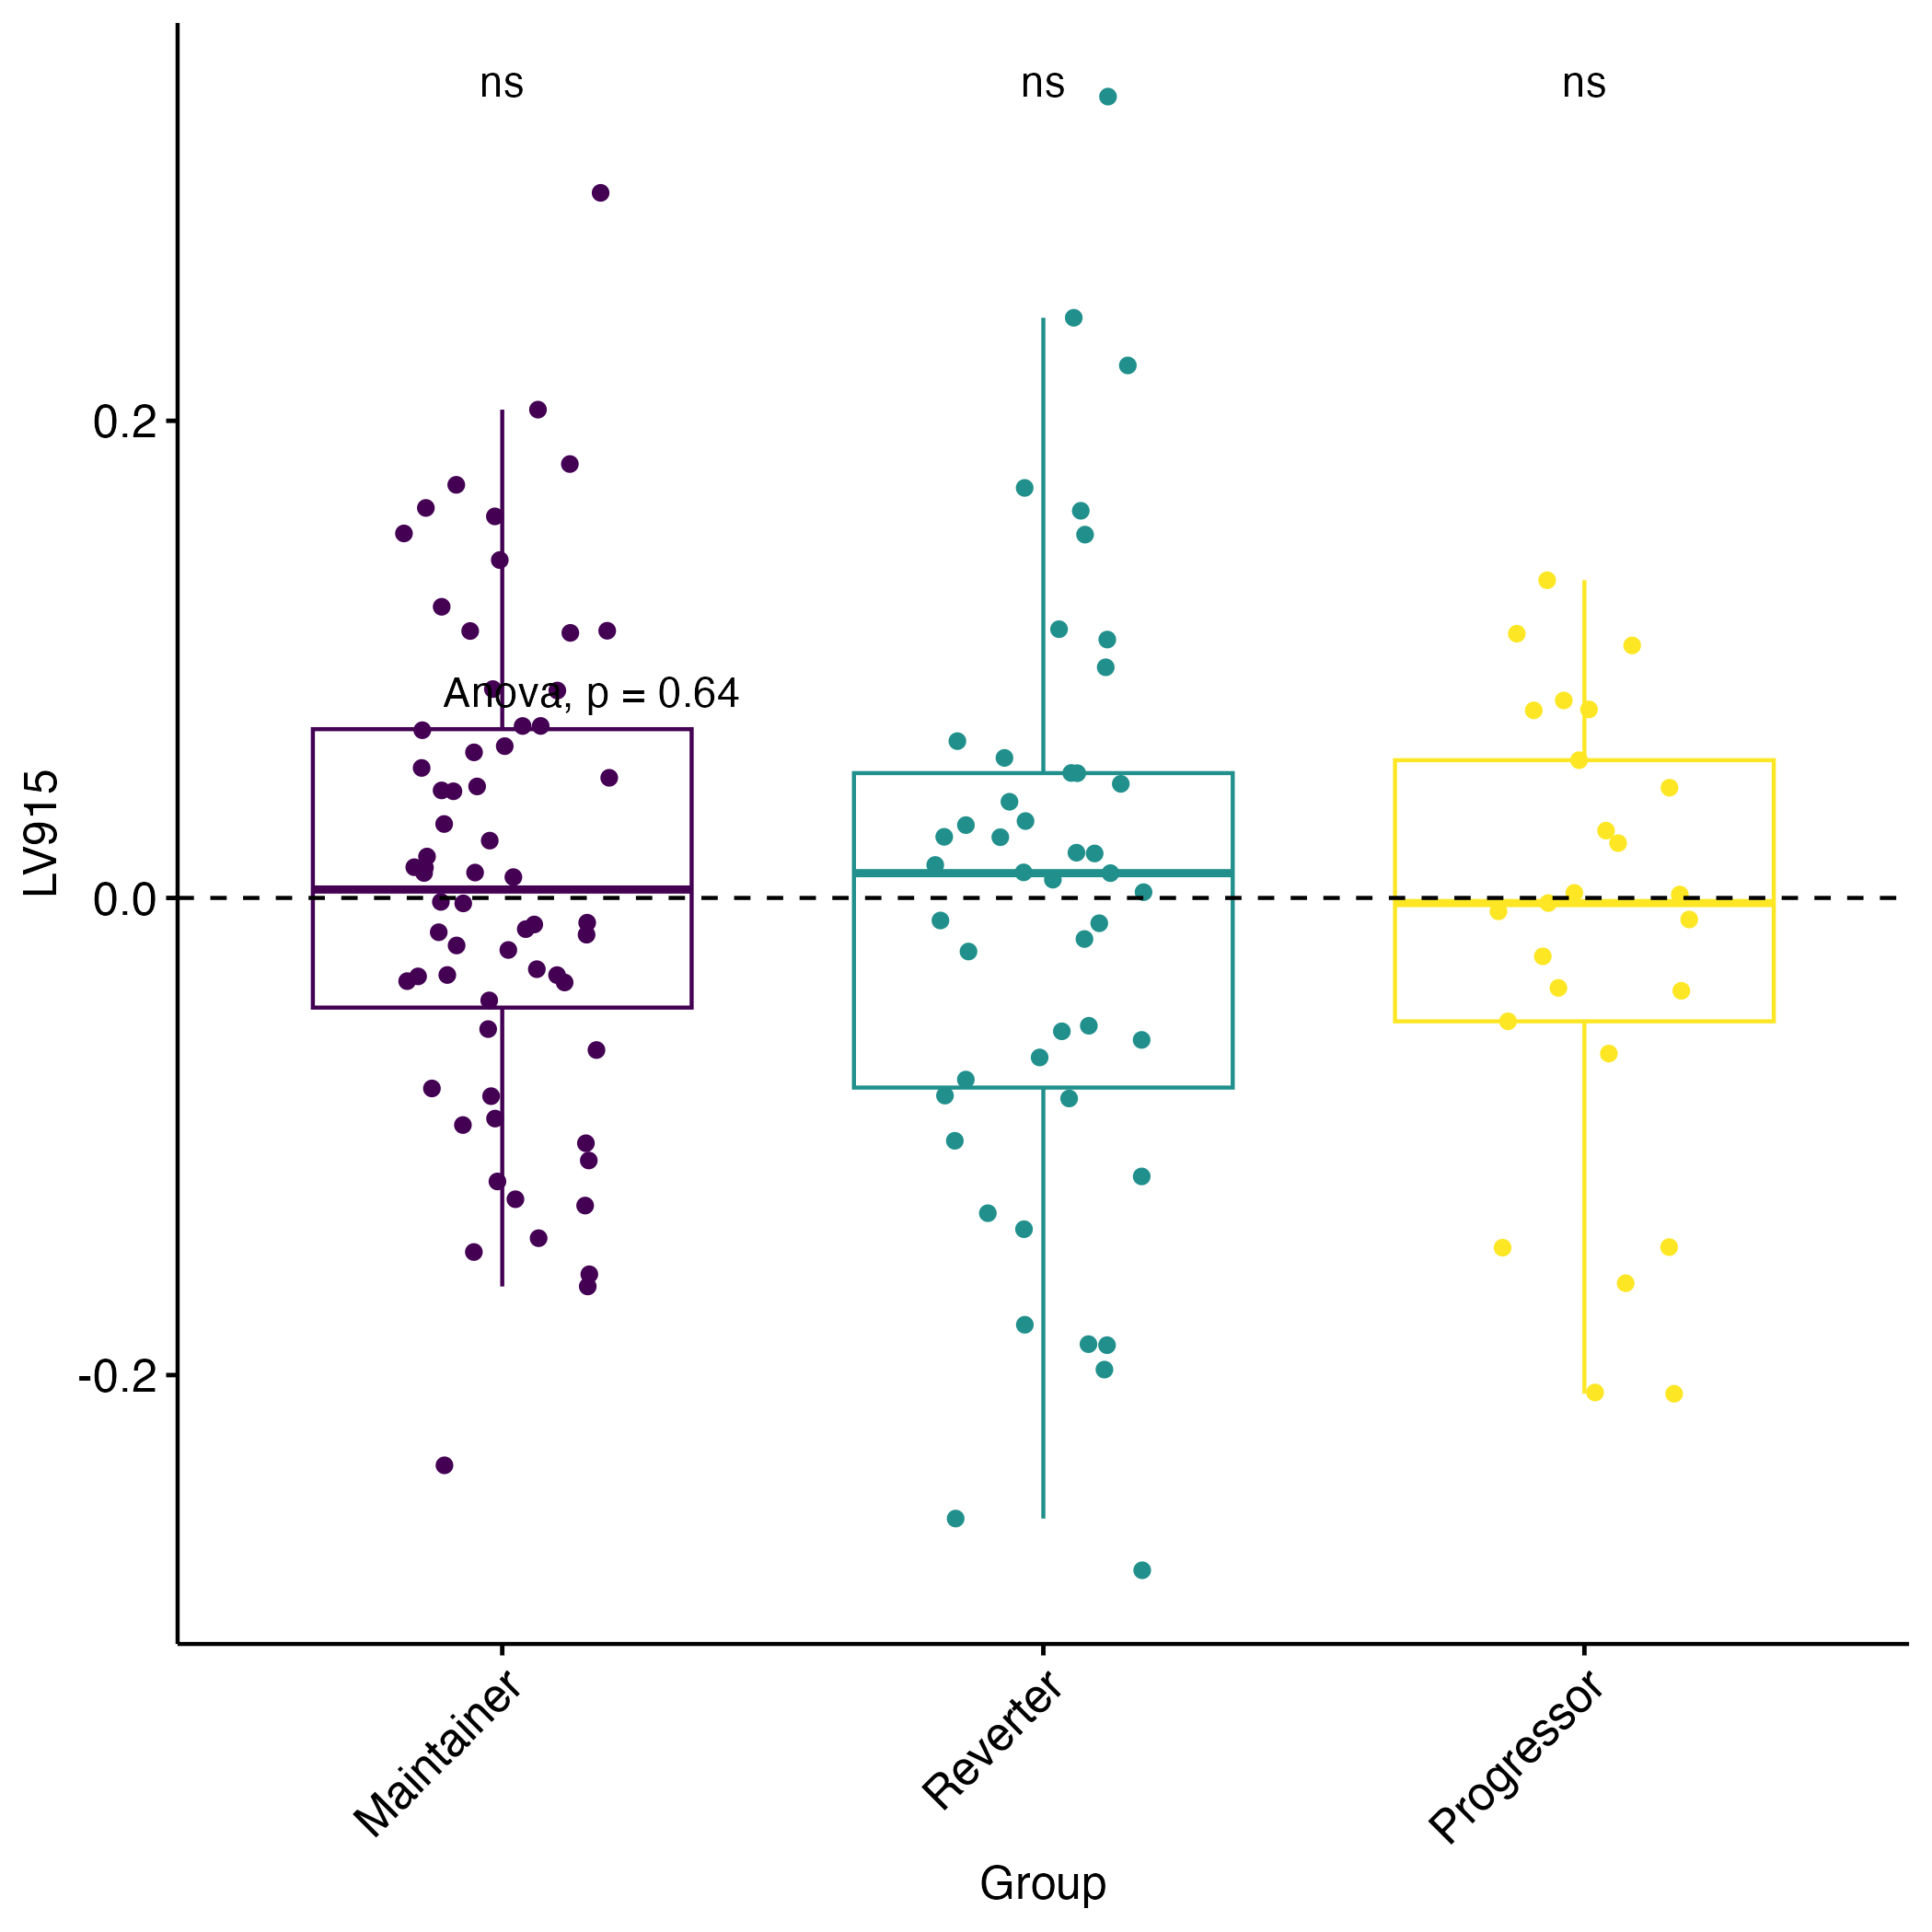 ns ns ns
Anova, p = 0.64
LV915
0.2
0.0
-0.2
Maintainer
Reverter
Progressor
Group